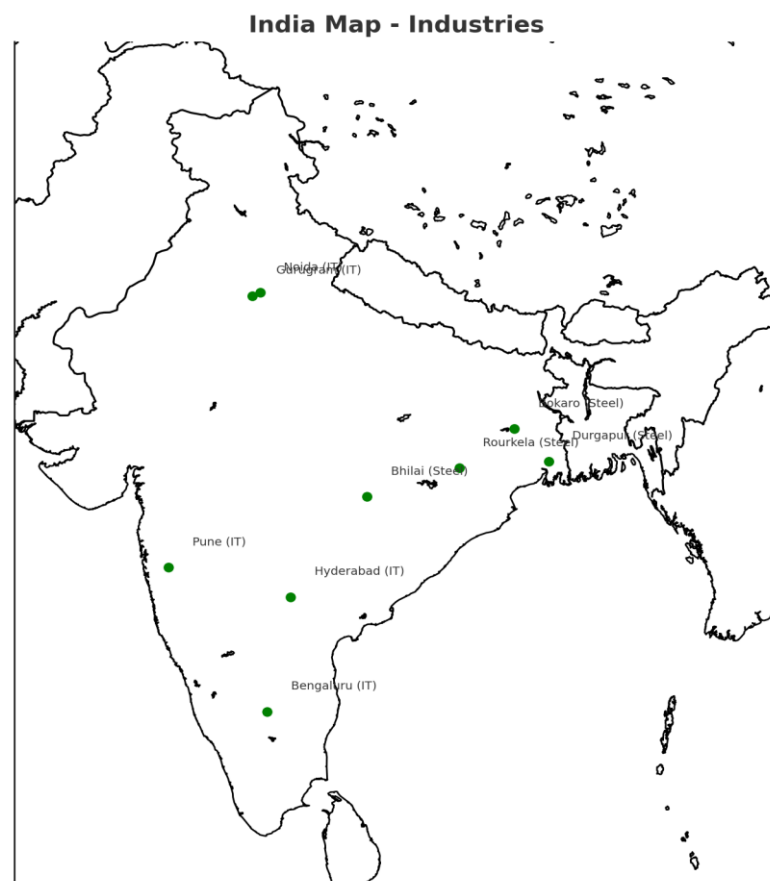 India Map - Industries
Noida (IT)
Gurugram (IT)
Bokaro (Steel)
Durgapur (Steel)
Rourkela (Steel)
Bhilai (Steel)
Pune (IT)
Hyderabad (IT)
Bengaluru (IT)